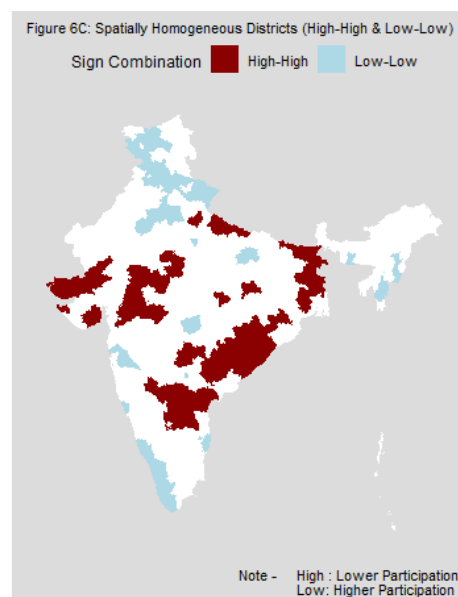 Figure 6C: Spatially Homogeneous Districts (High-High & Low-Low)
Sign Combination High-High Low-Low
Note - High : Lower Participation
Low: Higher Participation